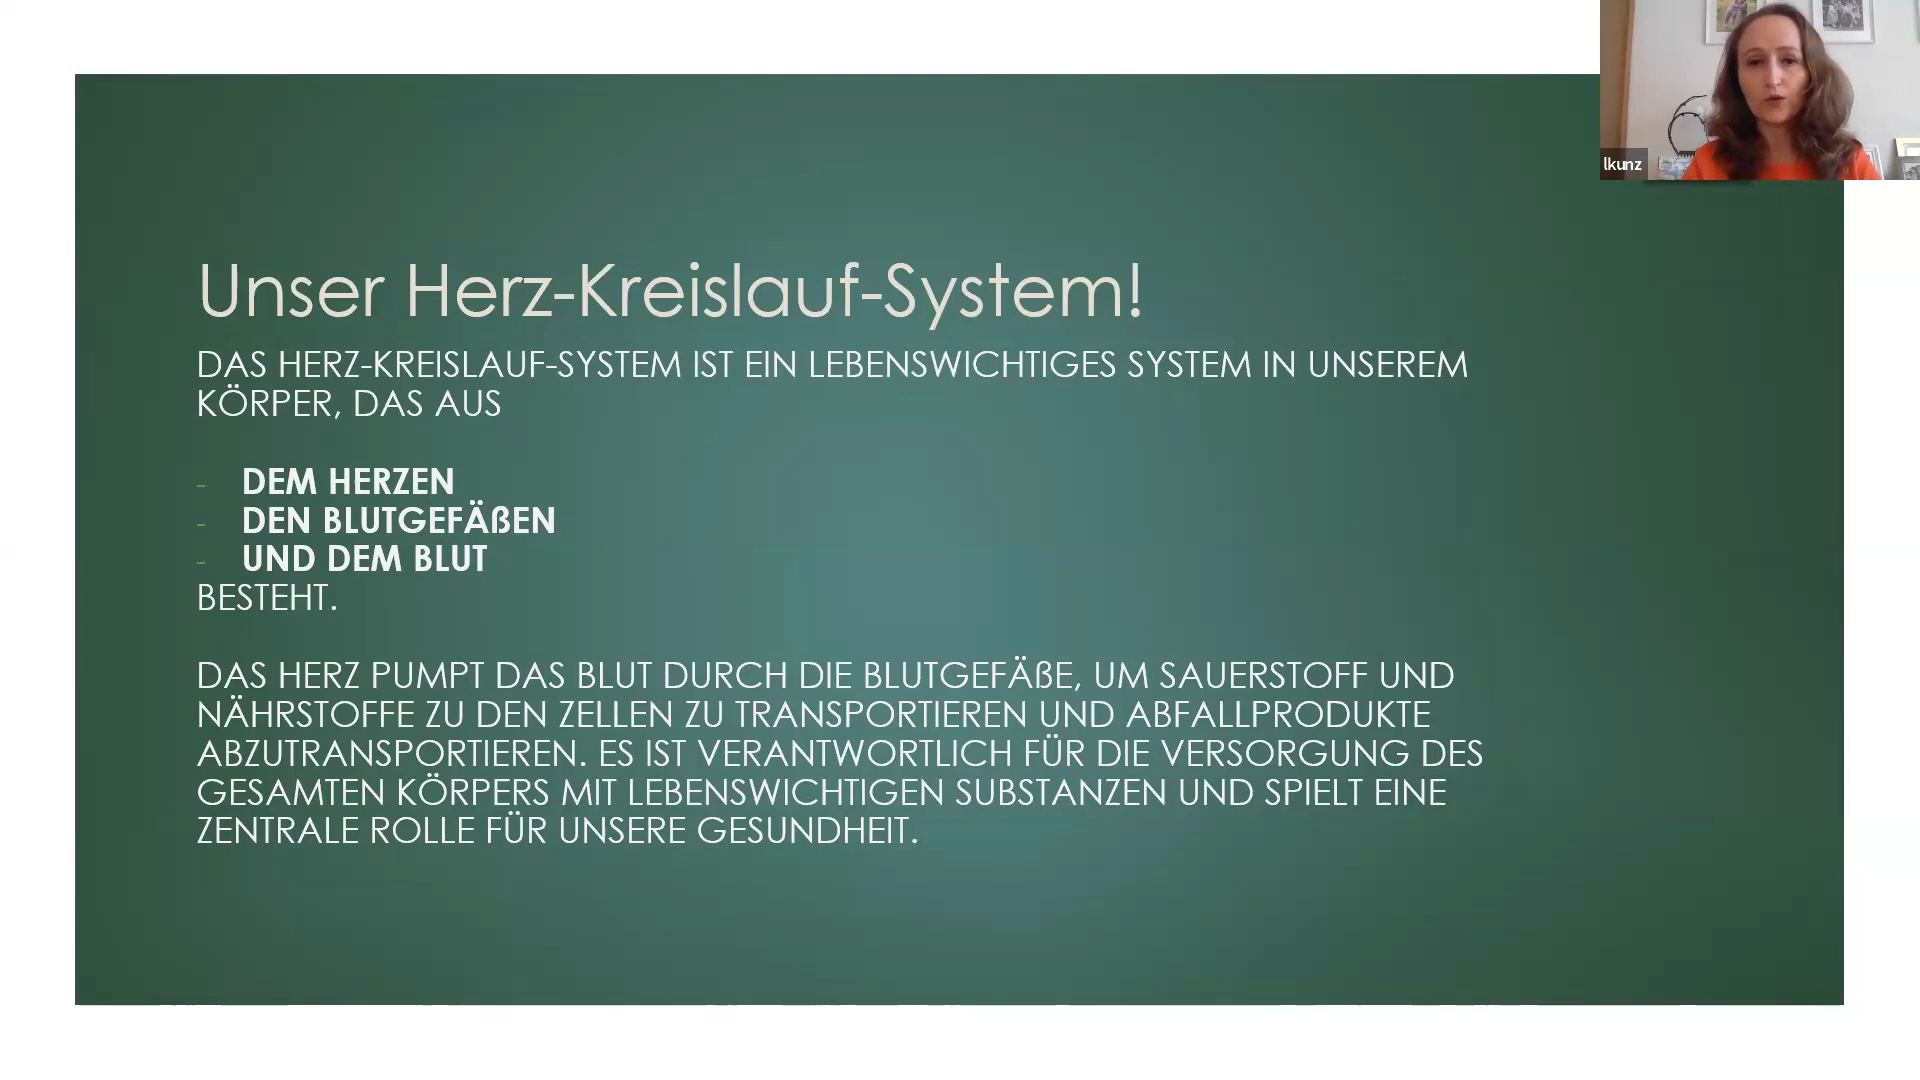 Unser Herz-Kreislauf-System!
DAS HERZ-KREISLAUF-SYSTEM IST EIN LEBENSWICHTIGES SYSTEM IN UNSEREM
KÖRPER, DAS AUS
- DEM HERZEN
- DEN BLUTGEFÄßEN
- UND DEM BLUT
BESTEHT.
DAS HERZ PUMPT DAS BLUT DURCH DIE BLUTGEFÄßE, UM SAUERSTOFF UND
NÄHRSTOFFE ZU DEN ZELLEN ZU TRANSPORTIEREN UND ABFALLPRODUKTE
ABZUTRANSPORTIEREN. ES IST VERANTWORTLICH FÜR DIE VERSORGUNG DES
GESAMTEN KÖRPERS MIT LEBENSWICHTIGEN SUBSTANZEN UND SPIELT EINE
ZENTRALE ROLLE FÜR UNSERE GESUNDHEIT.
lkunz